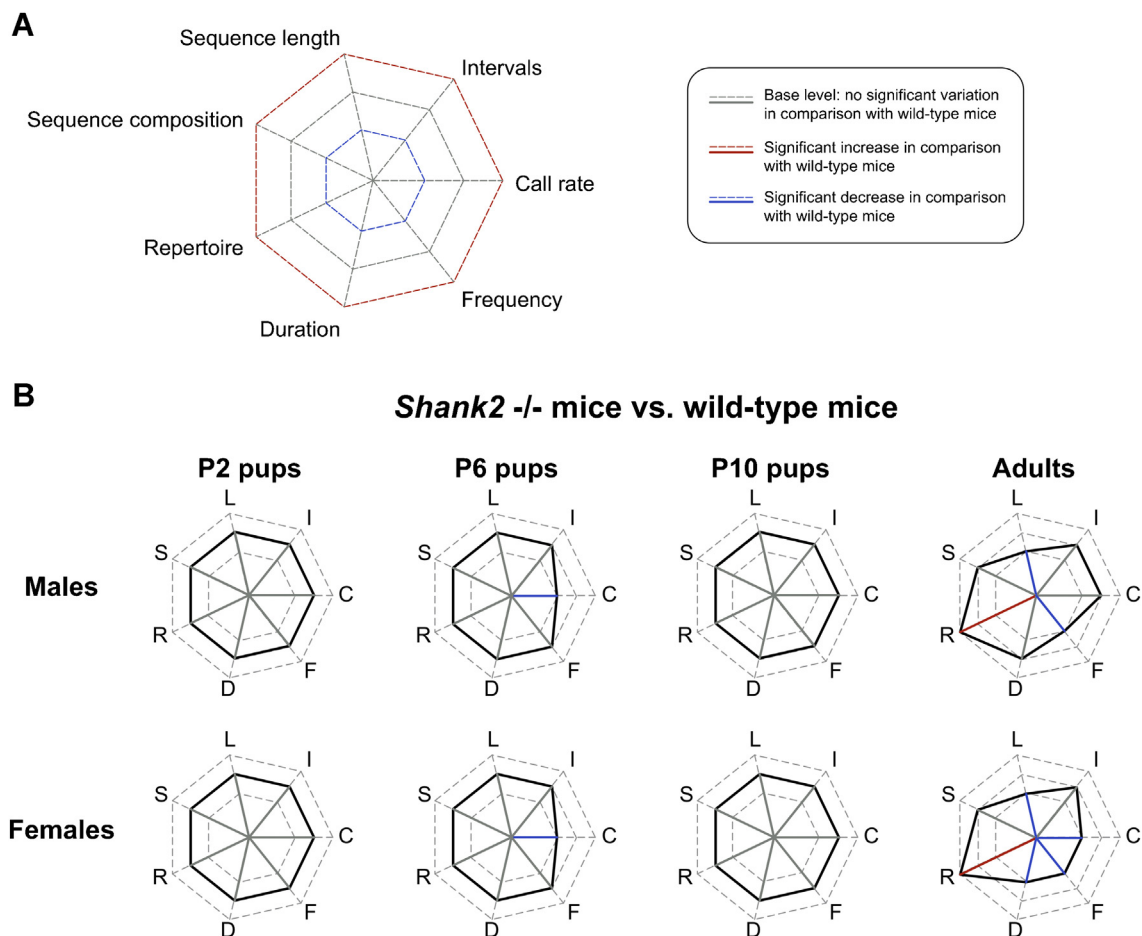 A
Sequence length
Intervals
Sequence composition
Call rate
Repertoire
Frequency
Duration
Base level: no significant variation
in comparison with wild-type mice
Significant increase in comparison
with wild-type mice
Significant decrease in comparison
with wild-type mice
B
Shank2 -/- mice vs. wild-type mice
P2 pups
P6 pups
P10 pups
Adults
Males
L
I
S
C
R
F
D
L
I
S
C
R
F
D
L
I
S
C
R
F
D
L
I
S
C
R
F
D
Females
L
I
S
C
R
F
D
L
I
S
C
R
F
D
L
I
S
C
R
F
D
L
I
S
C
R
F
D